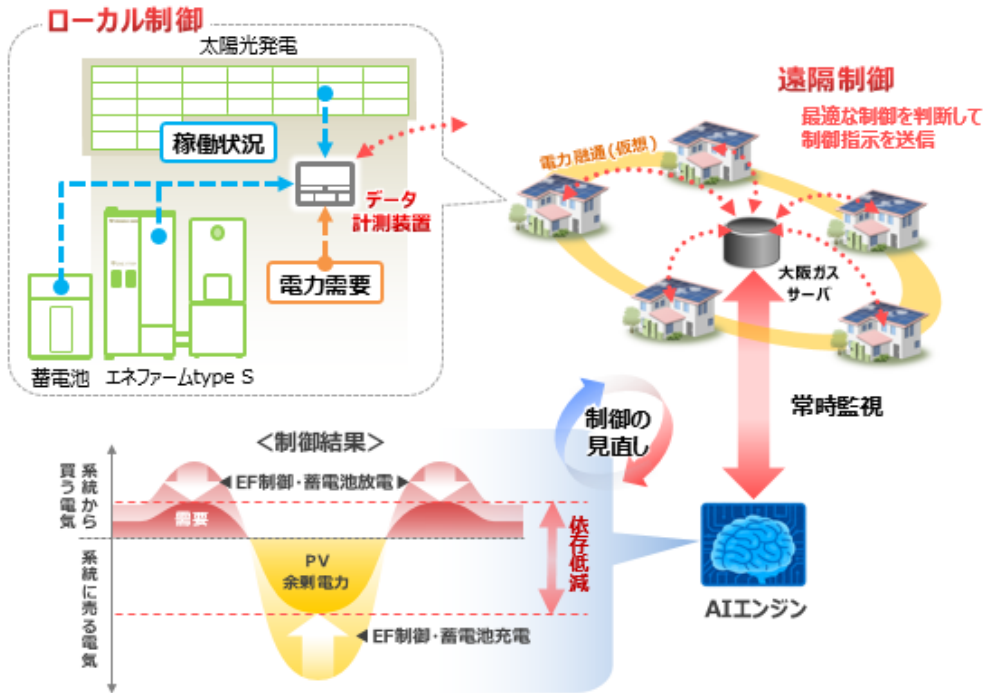 ローカル制御
太陽光発電
稼働状況
データ
計測装置
電力需要
蓄電池
エネファームtype S
遠隔制御
最適な制御を判断して
制御指示を送信
電力融通(仮想)
大阪ガス
サーバ
常時監視
制御の
見直し
AIエンジン
＜制御結果＞
系統から
買う電気
系統に売る電気
◀EF制御・蓄電池放電▶
需要
PV
余剰電力
◀EF制御・蓄電池充電
依存低減